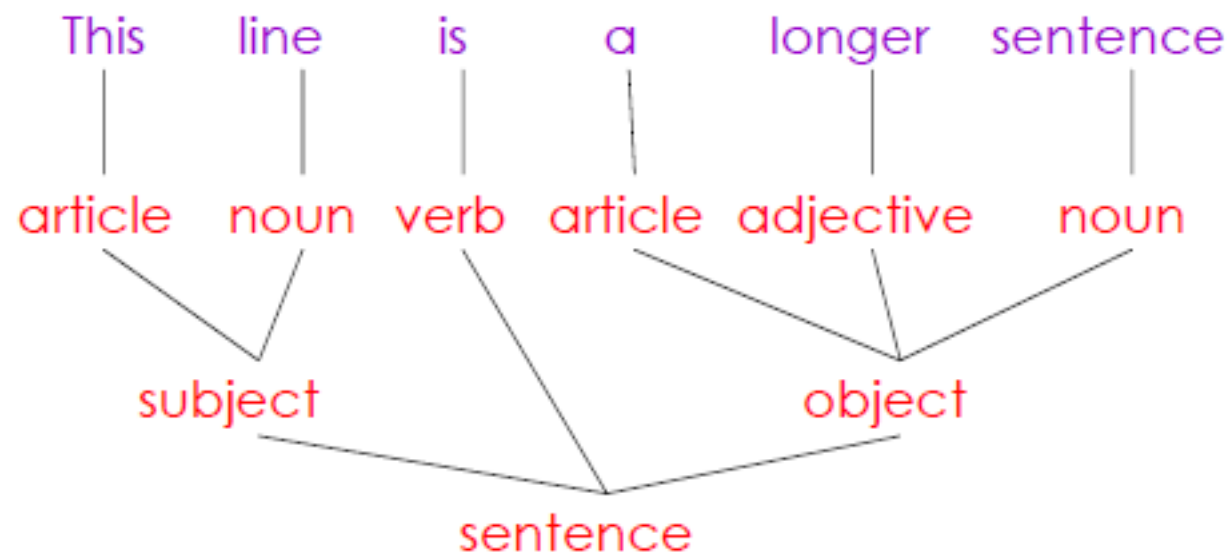 This line is a longer sentence
article noun verb article adjective noun
subject object
sentence